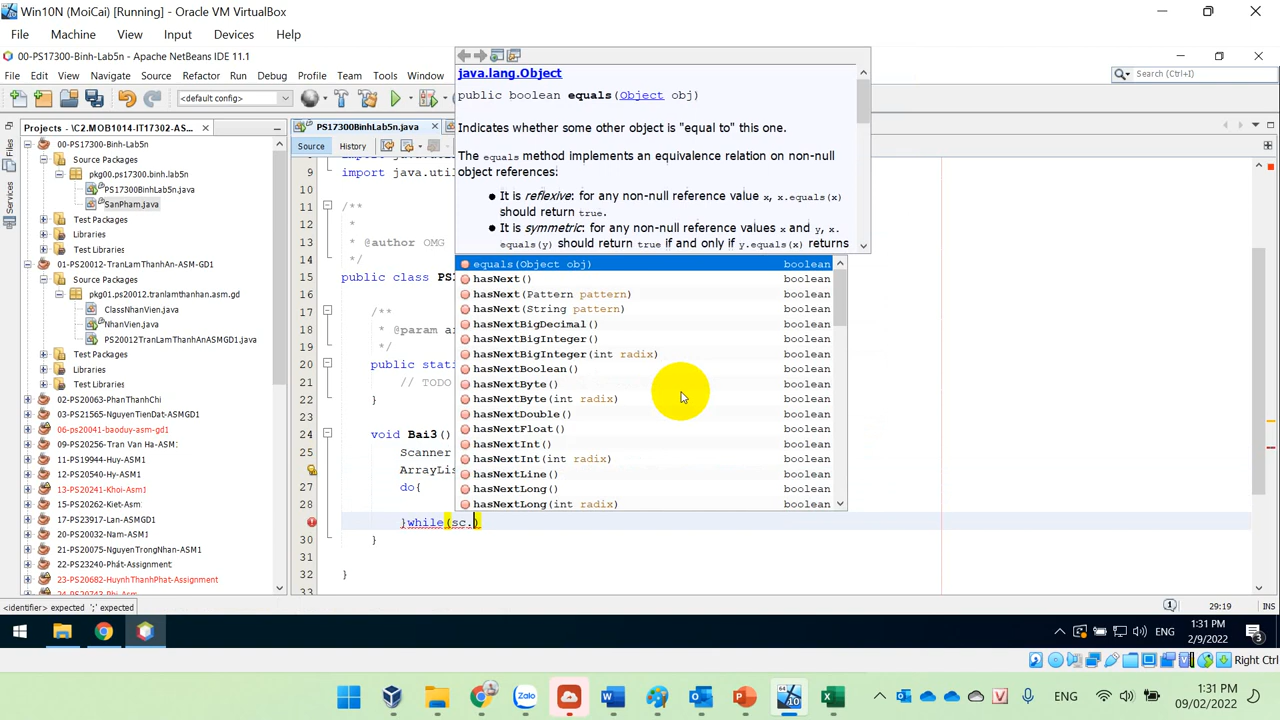 Win10N (MoiCai) [Running] - Oracle VM VirtualBox
File Machine View Input Devices Help
00-PS17300-Binh-Lab5n - Apache NetBeans IDE 11.1
File Edit View Navigate Source Refactor Run Debug Profile Team Tools Window
Search (Ctrl+I)
<default config>
Projects - \C2.MOB1014-IT17302-AS...
00-PS17300-Binh-Lab5n
Source Packages
pkg00.ps17300.binh.lab5n
PS17300BinhLab5n.java
SanPham.java
Test Packages
Libraries
Test Libraries
01-PS20012-TranLamThanhAn-ASM-GD1
Source Packages
pkg01.ps20012.tranlamthanhan.asm.gd
ClassNhanVien.java
NhanVien.java
PS20012TranLamThanhAnASMGD1.java
Test Packages
Libraries
Test Libraries
02-PS20063-PhanThanhChi
03-PS21565-NguyenTienDat-ASMGD1
06-ps20041-baoduy-asm-gd1
09-PS20256-Tran Van Ha-ASM:
11-PS19944-Huy-ASM1
12-PS20540-Hy-ASM1
13-PS20241-Khoi-Asm1
15-PS20262-Kiet-Asm
17-PS23917-Lan-ASMGD1
20-PS20032-Nam-ASM1
21-PS20075-NguyenTrongNhan-ASM1
22-PS23240-Phát-Assignment
23-PS20682-HuynhThanhPhat-Assignment
24-PS20743-Phi-Asm
Files
Services
PS17300BinhLab5n.java
Source History
9 import java.uti
10
11 /**
12 *
13 * @author OMG
14 */
15 public class PS
16
17 /**
18 * @param ar
19 */
20 public stat
21 // TODO
22 }
23
24 void Bai3()
25 Scanner
ArrayLis
27 do{
28
}while(sc.)
30 }
31
32 }
33
java.lang.Object
public boolean equals(Object obj)
Indicates whether some other object is "equal to" this one.
The equals method implements an equivalence relation on non-null
object references:
● It is reflexive: for any non-null reference value x, x.equals(x)
should return true.
● It is symmetric: for any non-null reference values x and y, x.
equals(y) should return true if and only if y.equals(x) returns
equals(Object obj) boolean
hasNext() boolean
hasNext(Pattern pattern) boolean
hasNext(String pattern) boolean
hasNextBigDecimal() boolean
hasNextBigInteger() boolean
hasNextBigInteger(int radix) boolean
hasNextBoolean() boolean
hasNextByte() boolean
hasNextByte(int radix) boolean
hasNextDouble() boolean
hasNextFloat() boolean
hasNextInt() boolean
hasNextInt(int radix) boolean
hasNextLine() boolean
hasNextLong() boolean
hasNextLong(int radix) boolean
<identifier> expected ';' expected
1
29:19 INS
ENG 1:31 PM
2/9/2022
3
Right Ctrl
ENG 1:31 PM
09/02/2022